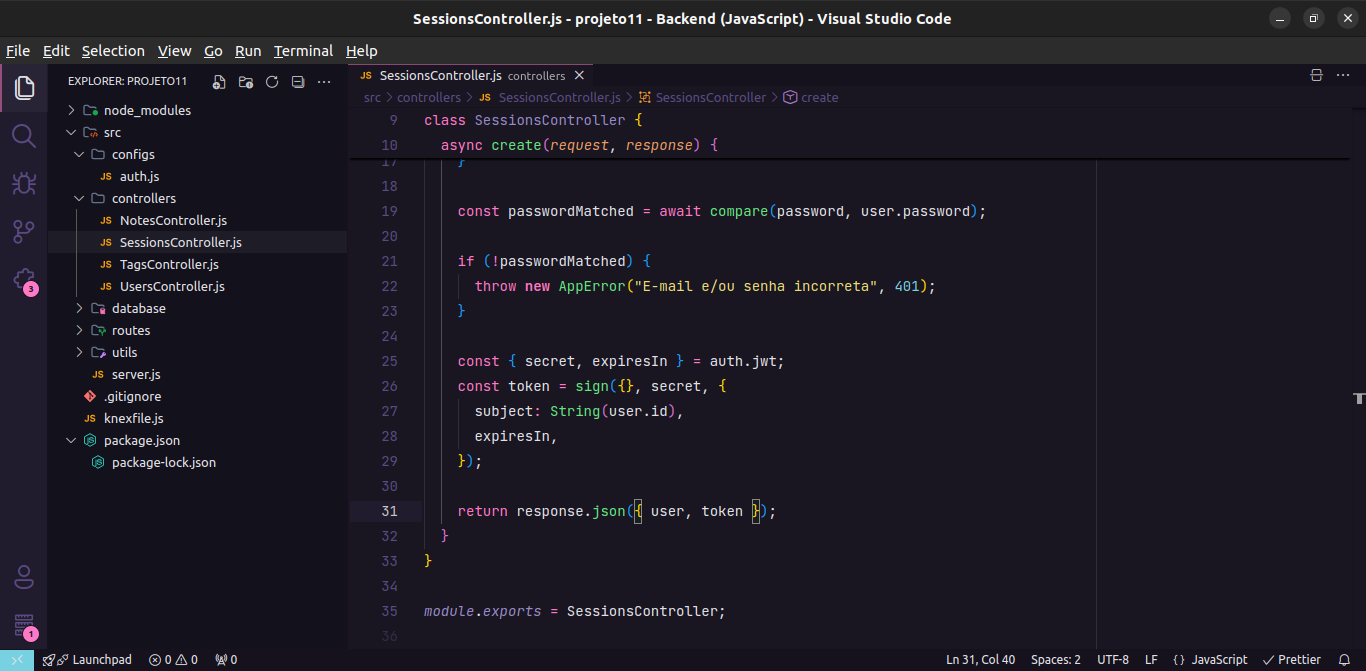 SessionsController.js - projeto11 - Backend (JavaScript) - Visual Studio Code
File Edit Selection View Go Run Terminal Help
EXPLORER: PROJETO11
node_modules
src
configs
JS auth.js
controllers
JS NotesController.js
JS SessionsController.js
JS TagsController.js
JS UsersController.js
database
routes
utils
JS server.js
.gitignore
JS knexfile.js
package.json
package-lock.json
3
1
JS SessionsController.js controllers
src > controllers > JS SessionsController.js > SessionsController > create
9 class SessionsController {
10 async create(request, response) {
17 }
18
19 const passwordMatched = await compare(password, user.password);
20
21 if (!passwordMatched) {
22 throw new AppError("E-mail e/ou senha incorreta", 401);
23 }
24
25 const { secret, expiresIn } = auth.jwt;
26 const token = sign({}, secret, {
27 subject: String(user.id),
28 expiresIn,
29 });
30
31 return response.json({ user, token });
32 }
33 }
34
35 module.exports = SessionsController;
36
Launchpad 0 0 0 Ln 31, Col 40 Spaces: 2 UTF-8 LF {} JavaScript Prettier